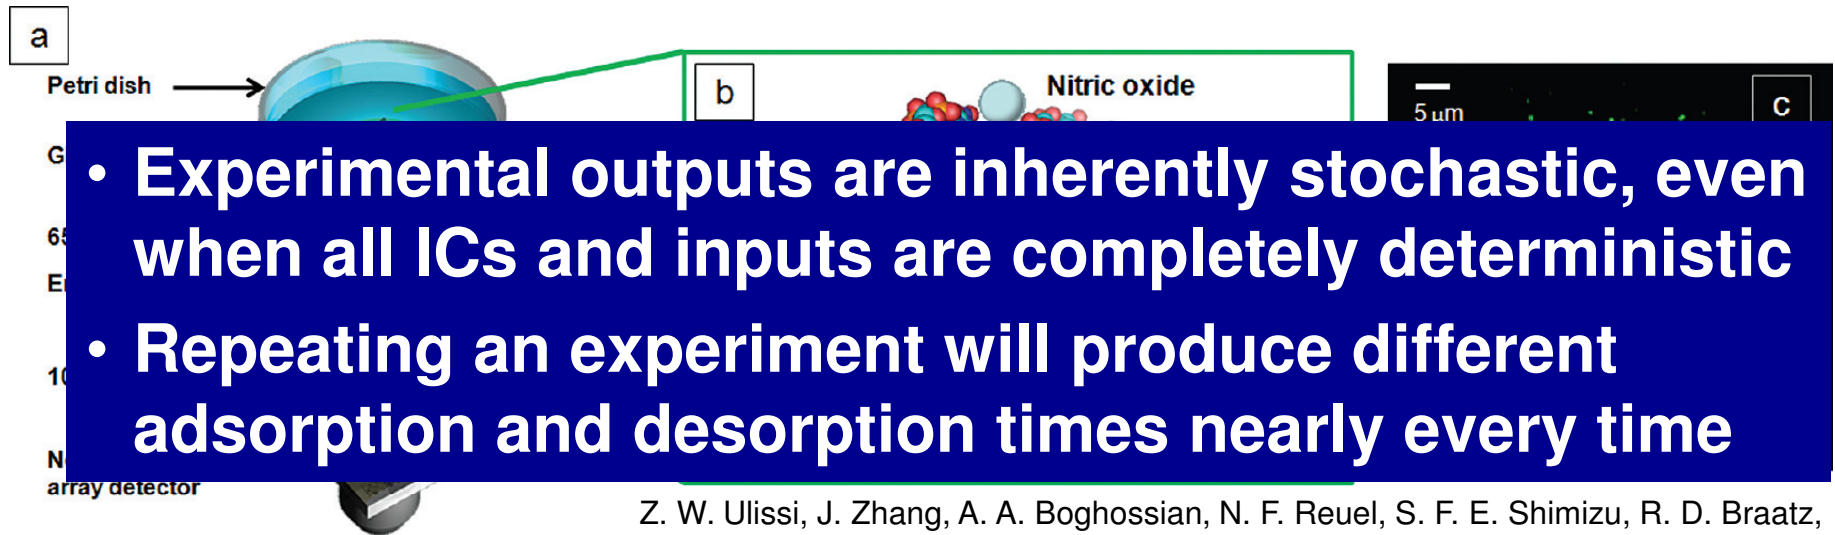 a
Petri dish
b
Nitric oxide
5 µm
c
• Experimental outputs are inherently stochastic, even
when all ICs and inputs are completely deterministic
• Repeating an experiment will produce different
adsorption and desorption times nearly every time
array detector
Z. W. Ulissi, J. Zhang, A. A. Boghossian, N. F. Reuel, S. F. E. Shimizu, R. D. Braatz,